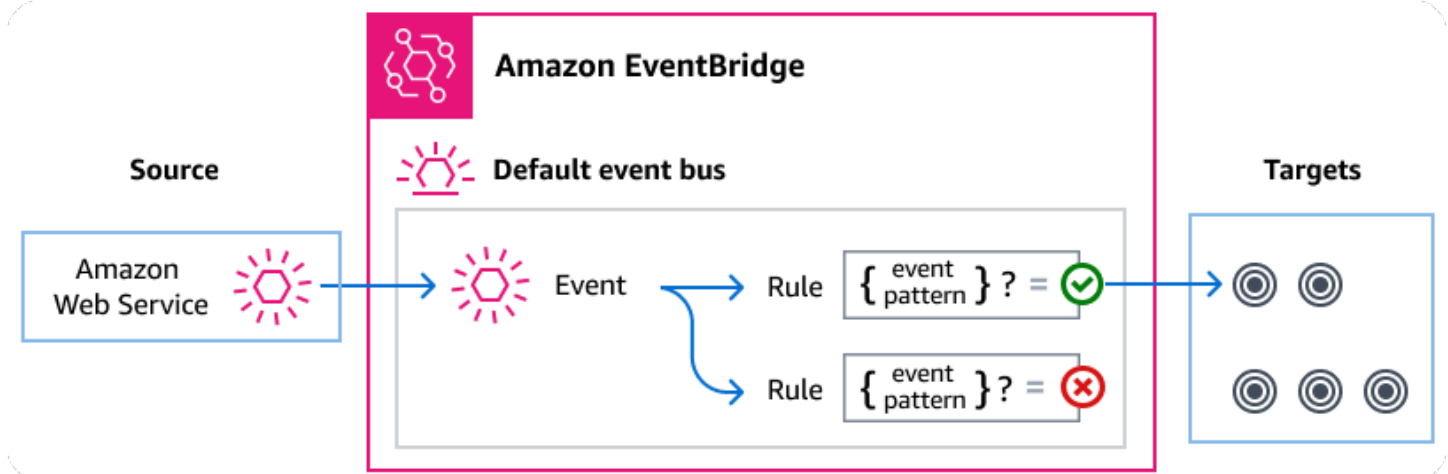 Amazon EventBridge
Source
Default event bus
Targets
Amazon
Web Service
Event
Rule
{ event
pattern } ? =
Rule
{ event
pattern } ? =